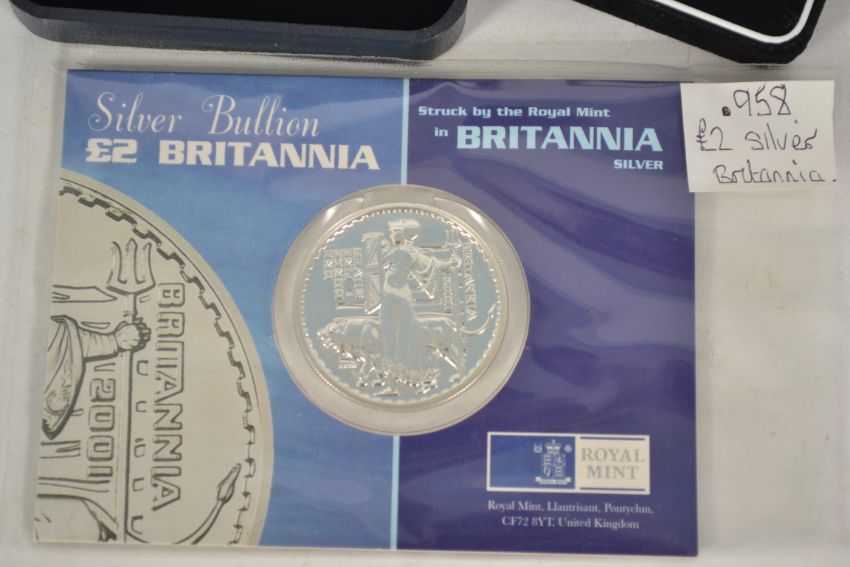 Silver Bullion
£2 BRITANNIA
Struck by the Royal Mint
in BRITANNIA
SILVER
.958
£2 Silver
Britannia.
BRITANNIA
BRITANNIA
2001
ROYAL
MINT
Royal Mint, Llantrisant, Pontyclun,
CF72 8YT, United Kingdom